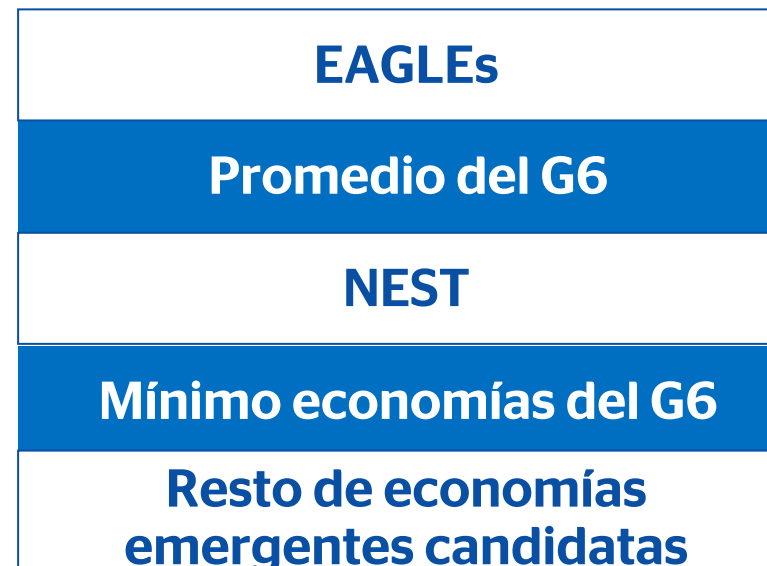 EAGLEs
Promedio del G6
NEST
Mínimo economías del G6
Resto de economías
emergentes candidatas